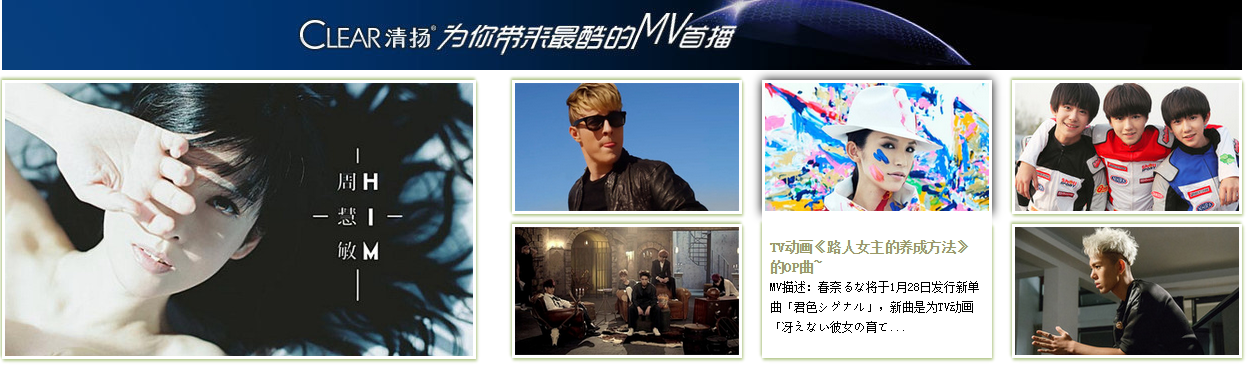 CLEAR清扬® 为你带来最酷的MV首播
周慧敏
HIM
TV动画《路人女主的养成方法》
的OP曲~
MV描述：春奈るな将于1月28日发行新单
曲「君色シグナル」，新曲是为TV动画
「冴えない彼女の育て...